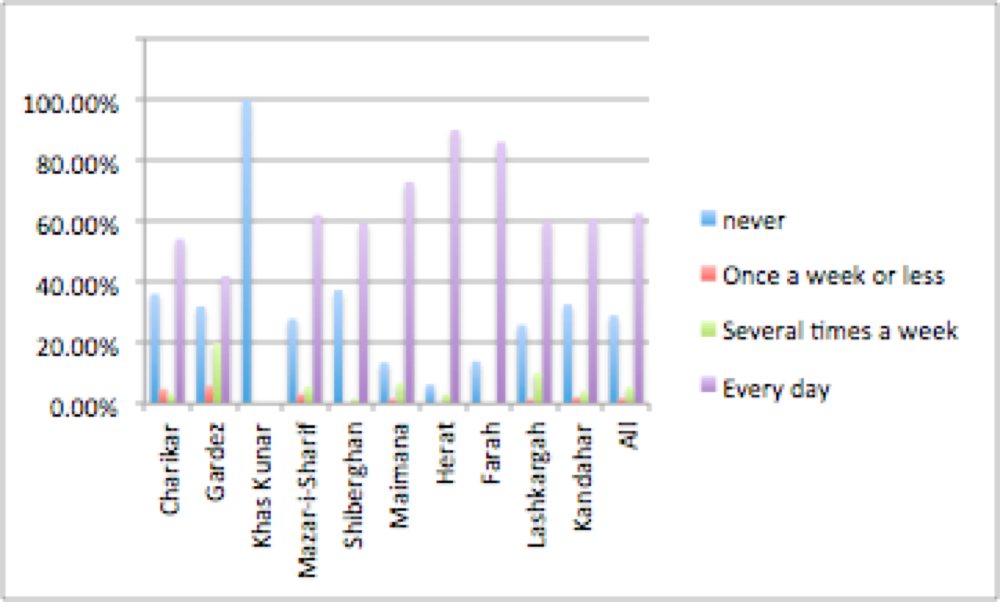 100.00%
80.00%
60.00%
40.00%
20.00%
0.00%
Charikar
Gardez
Khas Kunar
Mazar-i-Sharif
Shiberghan
Maimana
Herat
Farah
Lashkargah
Kandahar
All
never
Once a week or less
Several times a week
Every day